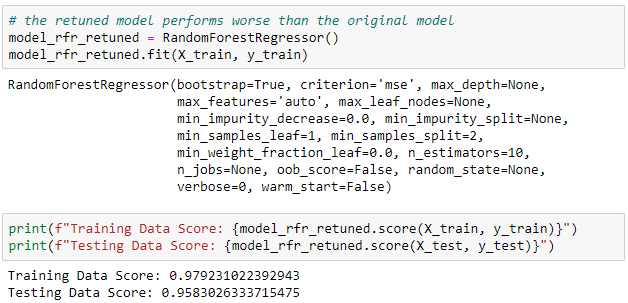 # the retuned model performs worse than the original model
model_rfr_retuned = RandomForestRegressor()
model_rfr_retuned.fit(X_train, y_train)
RandomForestRegressor(bootstrap=True, criterion='mse', max_depth=None,
max_features='auto', max_leaf_nodes=None,
min_impurity_decrease=0.0, min_impurity_split=None,
min_samples_leaf=1, min_samples_split=2,
min_weight_fraction_leaf=0.0, n_estimators=10,
n_jobs=None, oob_score=False, random_state=None,
verbose=0, warm_start=False)
print(f"Training Data Score: {model_rfr_retuned.score(X_train, y_train)}")
print(f"Testing Data Score: {model_rfr_retuned.score(X_test, y_test)}")
Training Data Score: 0.979231022392943
Testing Data Score: 0.9583026333715475